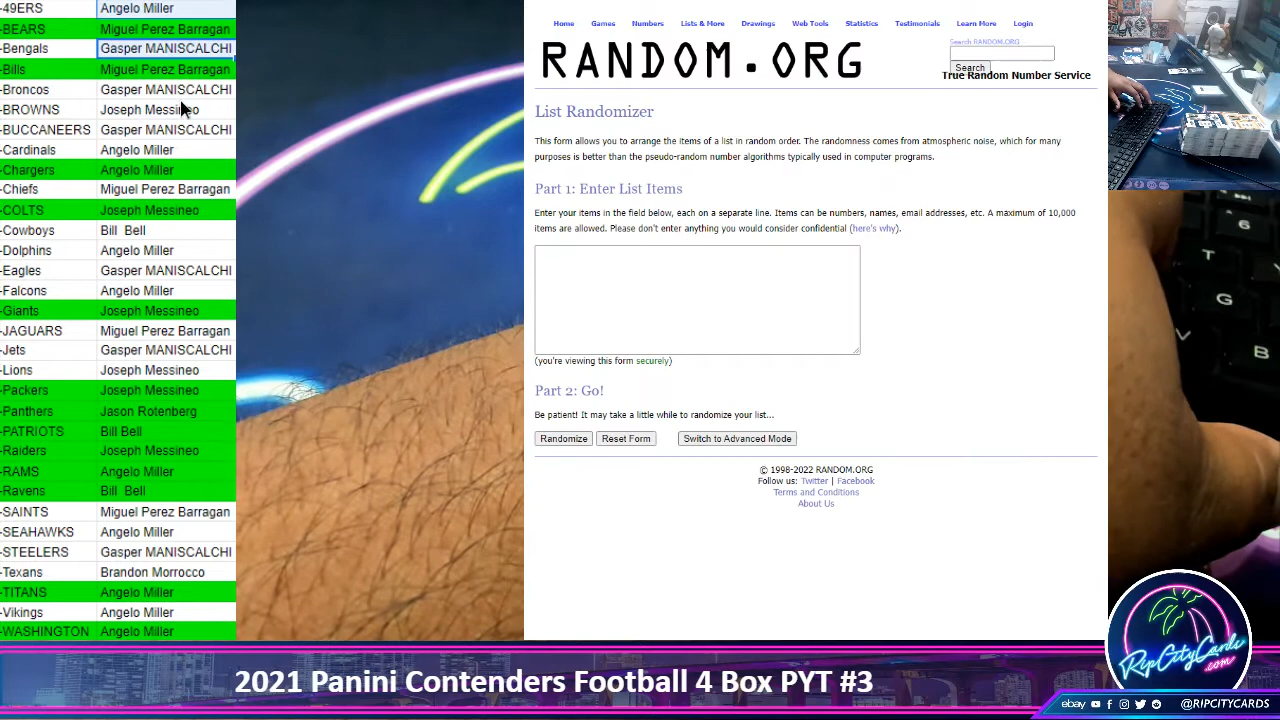 -49ERS Angelo Miller
-BEARS Miguel Perez Barragan
-Bengals Gasper MANISCALCHI
-Bills Miguel Perez Barragan
-Broncos Gasper MANISCALCHI
-BROWNS Joseph Messineo
-BUCCANEERS Gasper MANISCALCHI
-Cardinals Angelo Miller
-Chargers Angelo Miller
-Chiefs Miguel Perez Barragan
-COLTS Joseph Messineo
-Cowboys Bill Bell
-Dolphins Angelo Miller
-Eagles Gasper MANISCALCHI
-Falcons Angelo Miller
-Giants Joseph Messineo
-JAGUARS Miguel Perez Barragan
-Jets Gasper MANISCALCHI
-Lions Joseph Messineo
-Packers Joseph Messineo
-Panthers Jason Rotenberg
-PATRIOTS Bill Bell
-Raiders Joseph Messineo
-RAMS Angelo Miller
-Ravens Bill Bell
-SAINTS Miguel Perez Barragan
-SEAHAWKS Angelo Miller
-STEELERS Gasper MANISCALCHI
-Texans Brandon Morrocco
-TITANS Angelo Miller
-Vikings Angelo Miller
-WASHINGTON Angelo Miller
Home Games Numbers Lists & More Drawings Web Tools Statistics Testimonials Learn More Login
RANDOM.ORG
Search RANDOM.ORG
Search
True Random Number Service
List Randomizer
This form allows you to arrange the items of a list in random order. The randomness comes from atmospheric noise, which for many
purposes is better than the pseudo-random number algorithms typically used in computer programs.
Part 1: Enter List Items
Enter your items in the field below, each on a separate line. Items can be numbers, names, email addresses, etc. A maximum of 10,000
items are allowed. Please don't enter anything you would consider confidential (here's why).
(you're viewing this form securely)
Part 2: Go!
Be patient! It may take a little while to randomize your list...
Randomize Reset Form Switch to Advanced Mode
© 1998-2022 RANDOM.ORG
Follow us: Twitter | Facebook
Terms and Conditions
About Us
Y
G
H
V
B
N
RipCityCards
.com
2021 Panini Contenders Football 4 Box PYT #3
ebay @RIPCITYCARDS